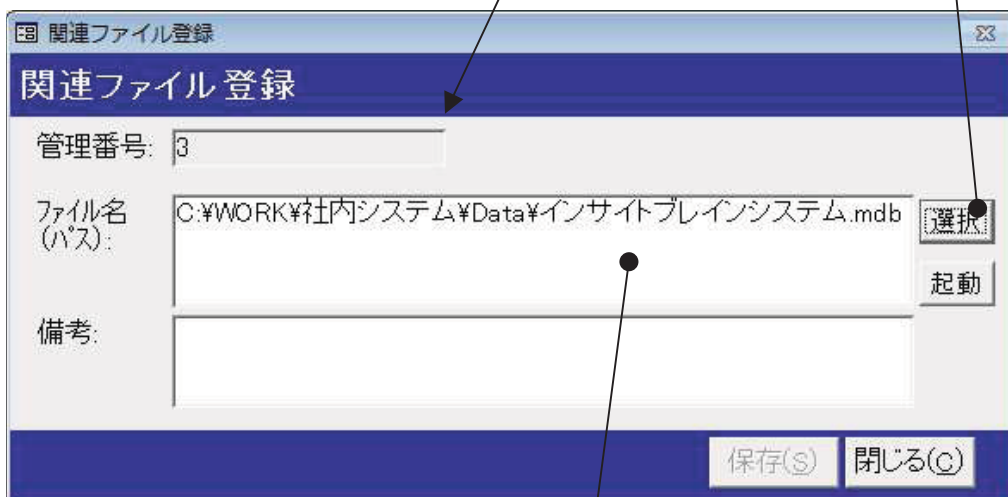 関連ファイル登録
関連ファイル登録
管理番号: 3
ファイル名
(パス):
C:¥WORK¥社内システム¥Data¥インサイトブレインシステム.mdb
選択
起動
備考:
保存(S) 閉じる(C)